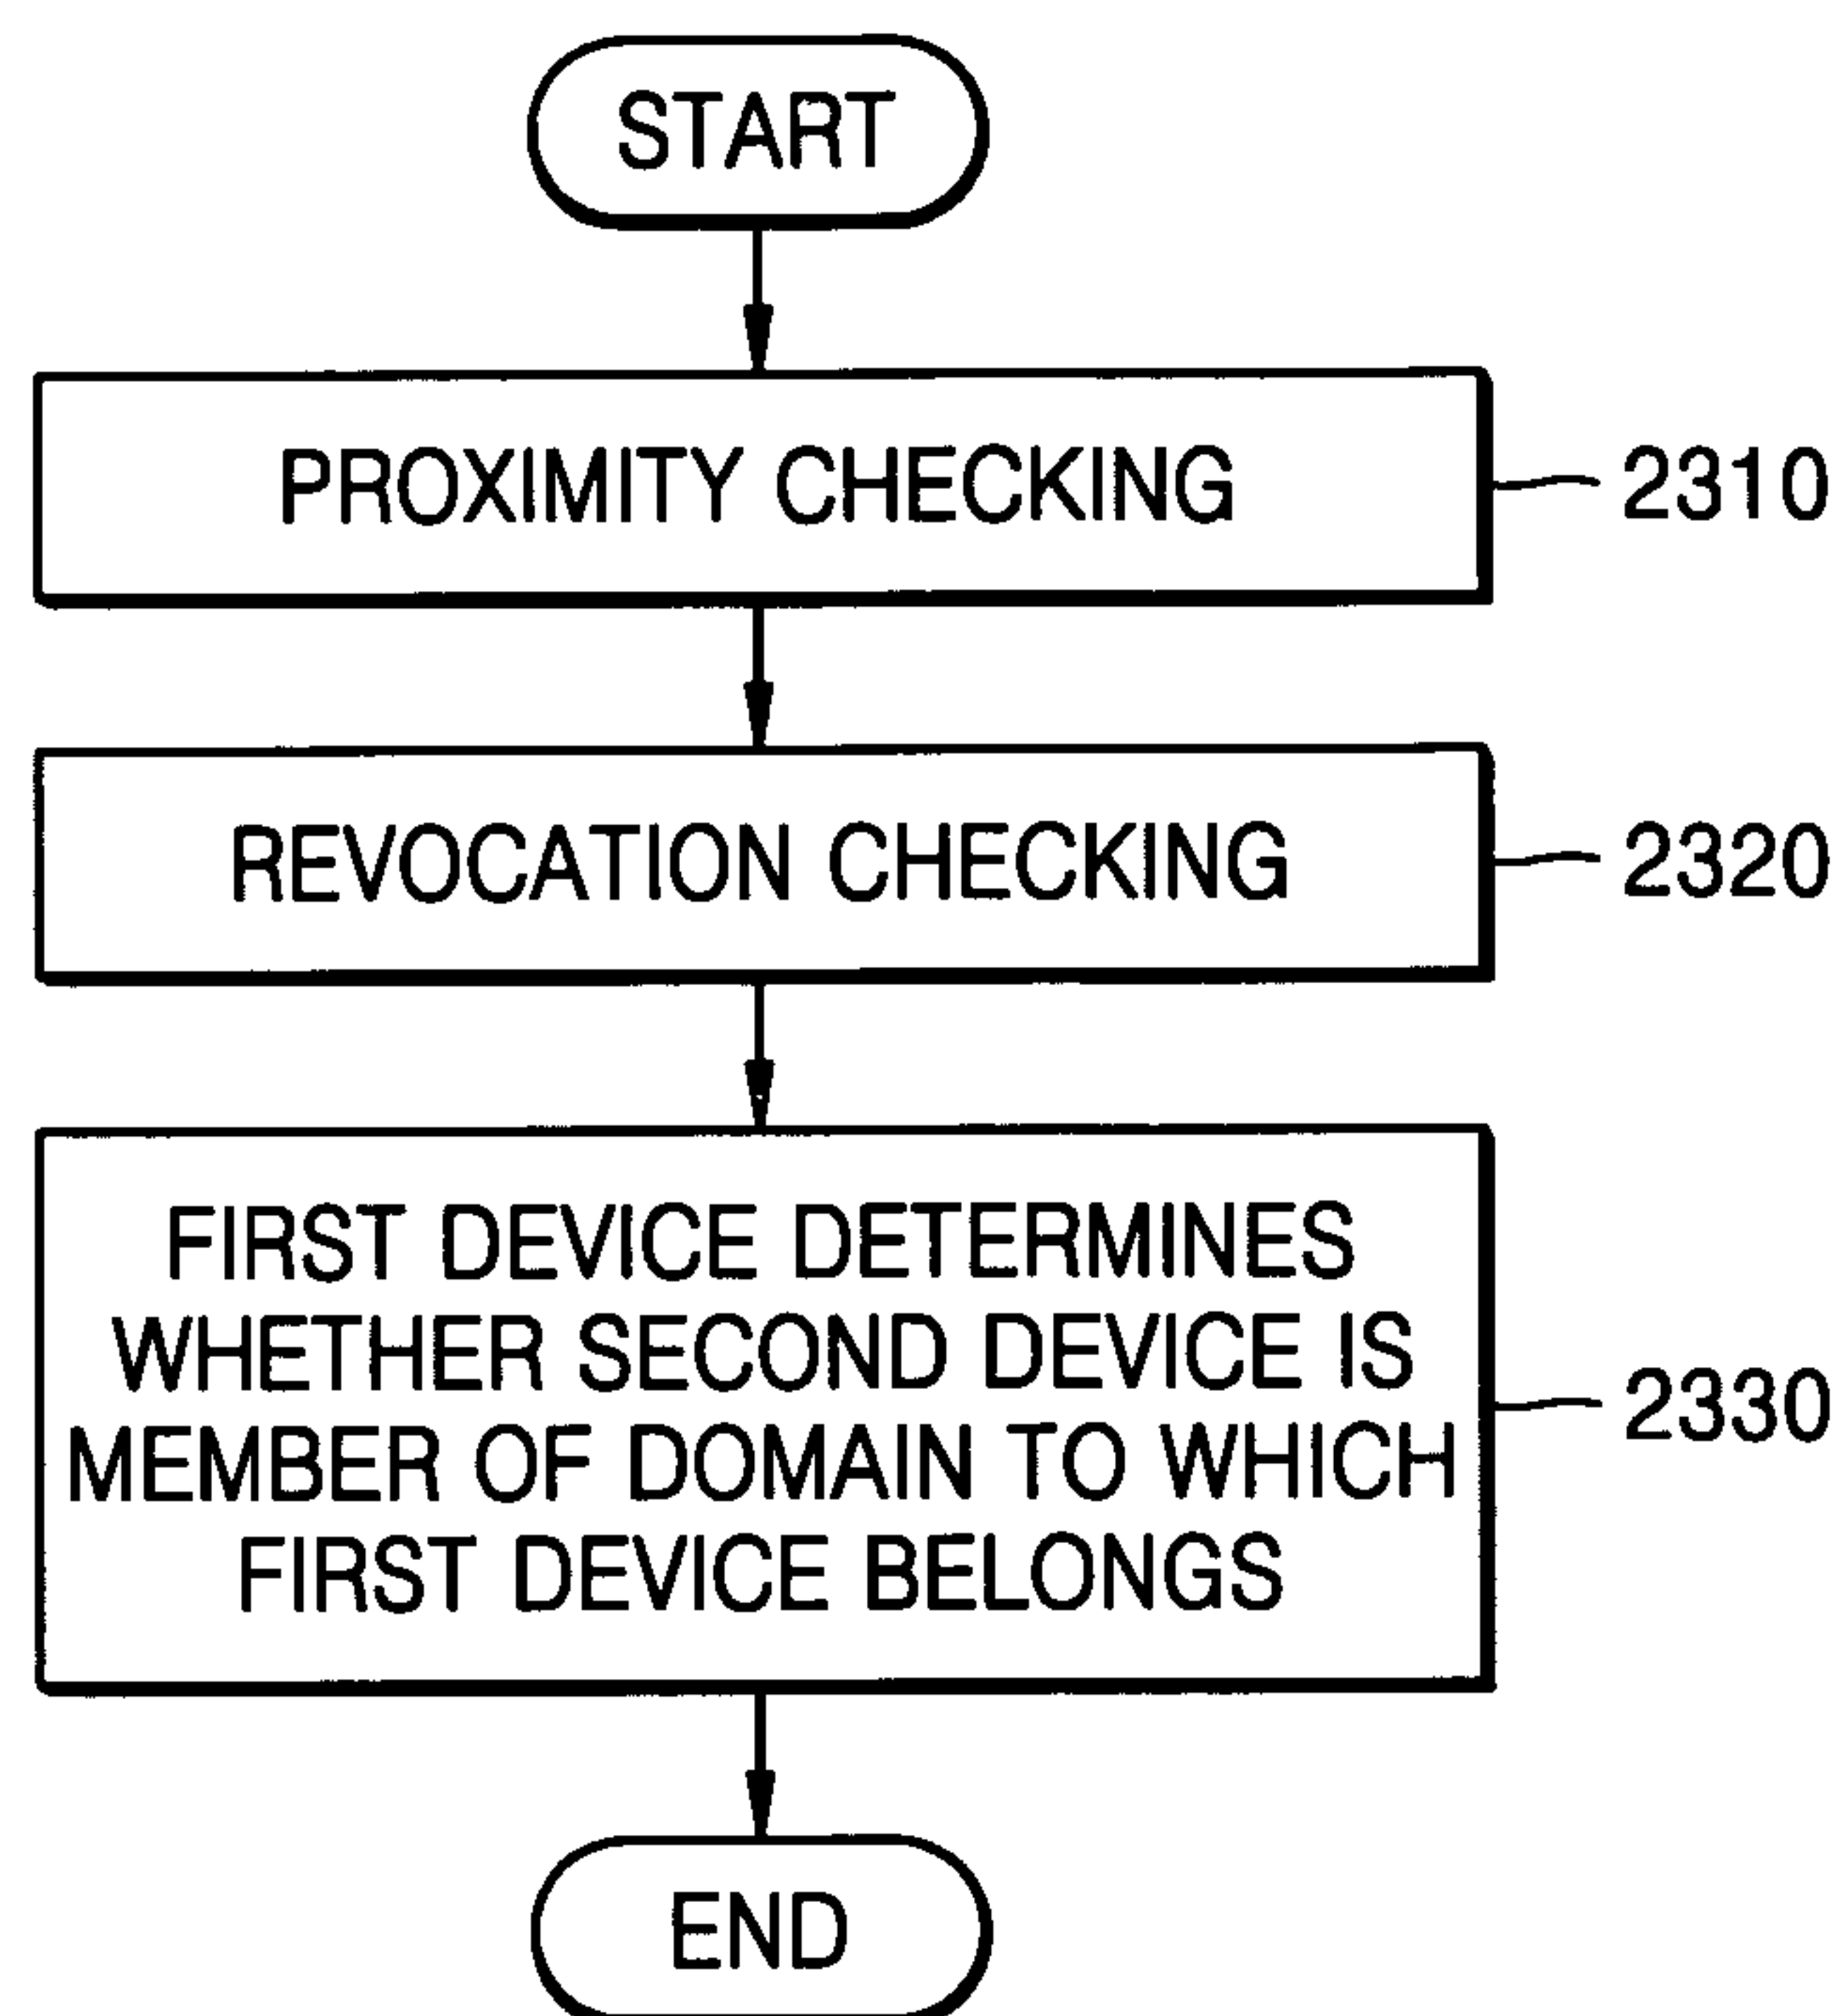 START
PROXIMITY CHECKING
2310
REVOCATION CHECKING
2320
FIRST DEVICE DETERMINES
WHETHER SECOND DEVICE IS
MEMBER OF DOMAIN TO WHICH
FIRST DEVICE BELONGS
2330
END